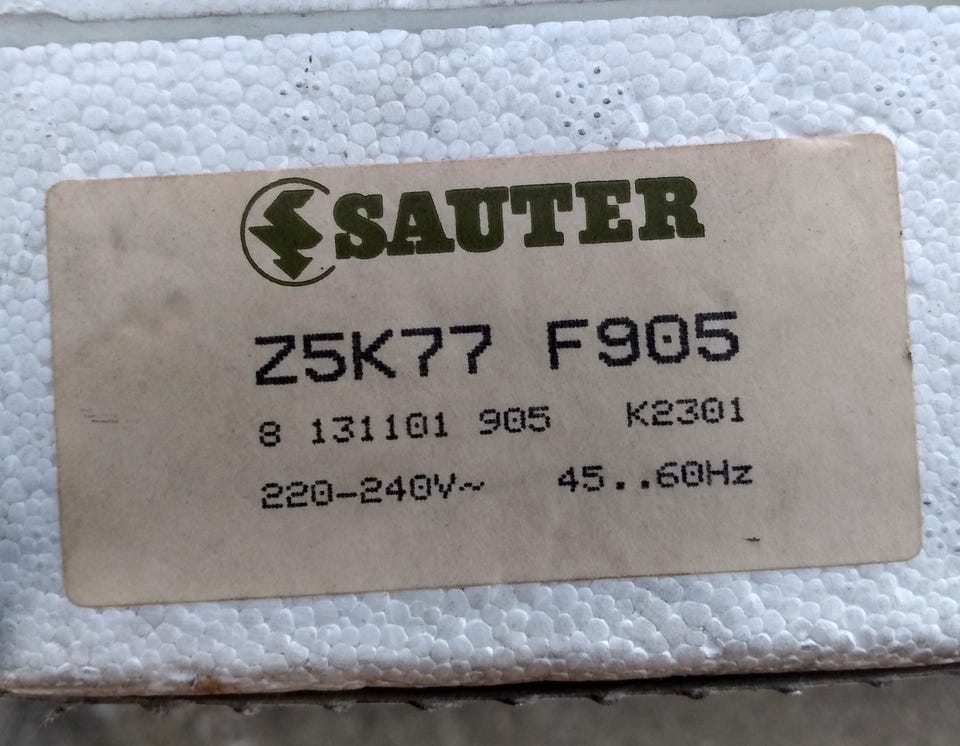 SAUTER
Z5K77 F905
8 131101 905 K2301
220-240V~ 45..60Hz